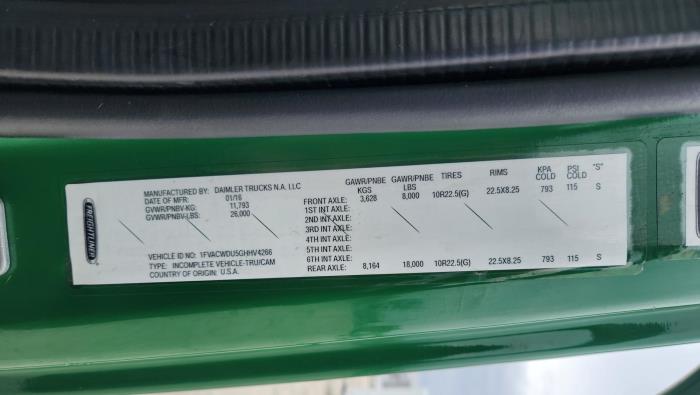 FREIGHTLINER
MANUFACTURED BY: DAIMLER TRUCKS N.A. LLC
DATE OF MFR: 01/16
GVWR/PNBV-KG: 11,793
GVWR/PNBV-LBS: 26,000
VEHICLE ID NO: 1FVACWDU5GHHV4266
TYPE: INCOMPLETE VEHICLE-TRU/CAM
COUNTRY OF ORIGIN: U.S.A.
GAWR/PNBE KGS GAWR/PNBE LBS TIRES RIMS KPA COLD PSI COLD "S"
FRONT AXLE: 3,628 8,000 10R22.5(G) 22.5X8.25 793 115 S
1ST INT AXLE:
2ND INT AXLE:
3RD INT AXLE:
4TH INT AXLE:
5TH INT AXLE:
6TH INT AXLE:
REAR AXLE: 8,164 18,000 10R22.5(G) 22.5X8.25 793 115 S